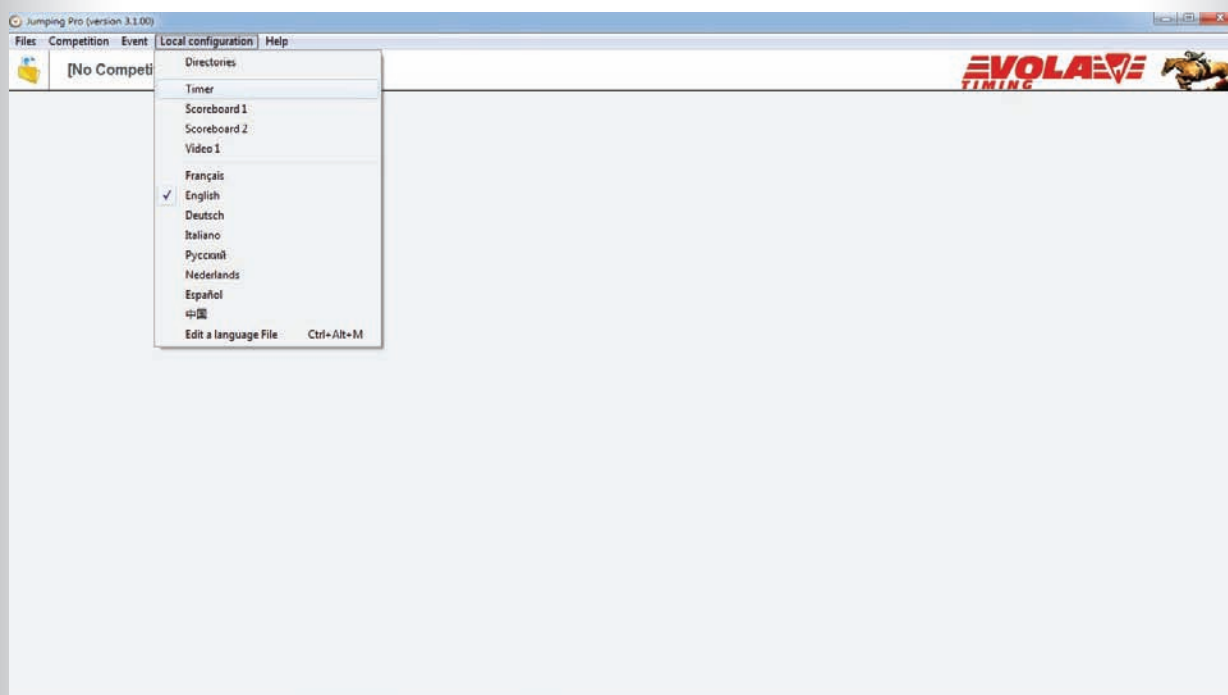 Jumping Pro (version 3.1.00)
Files Competition Event Local configuration Help
[No Competi
VOLA
TIMING
Directories
Timer
Scoreboard 1
Scoreboard 2
Video 1
Français
✓ English
Deutsch
Italiano
Русский
Nederlands
Español
中国
Edit a language File Ctrl+Alt+M